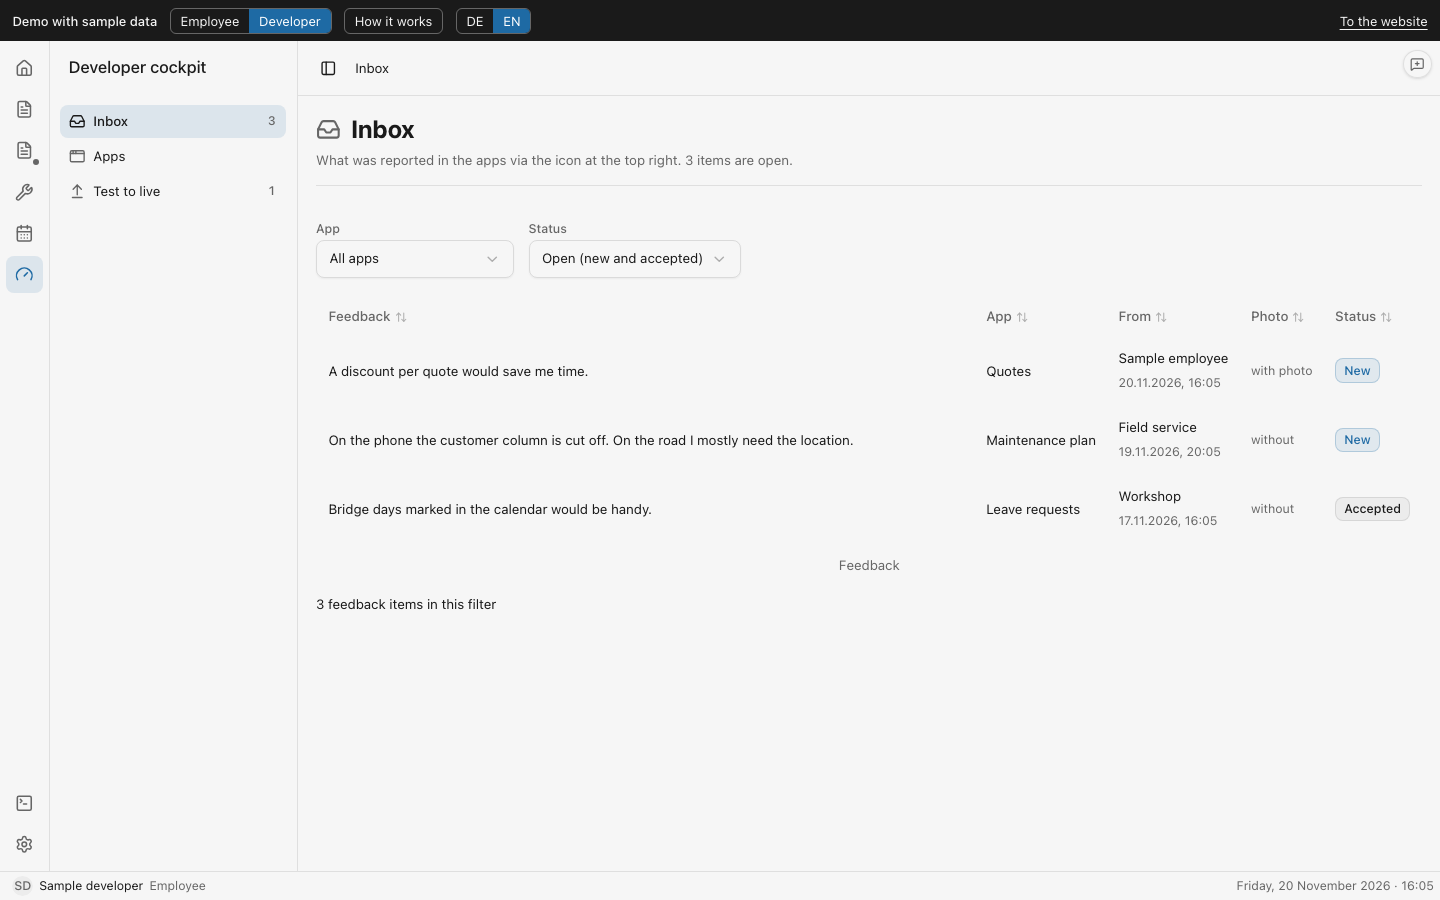 Demo with sample data Employee Developer How it works DE EN To the website
Developer cockpit
Inbox 3
Apps
Test to live 1
Inbox
Inbox
What was reported in the apps via the icon at the top right. 3 items are open.
App Status
All apps Open (new and accepted)
Feedback App From Photo Status
A discount per quote would save me time. Quotes Sample employee 20.11.2026, 16:05 with photo New
On the phone the customer column is cut off. On the road I mostly need the location. Maintenance plan Field service 19.11.2026, 20:05 without New
Bridge days marked in the calendar would be handy. Leave requests Workshop 17.11.2026, 16:05 without Accepted
Feedback
3 feedback items in this filter
SD Sample developer Employee Friday, 20 November 2026 · 16:05